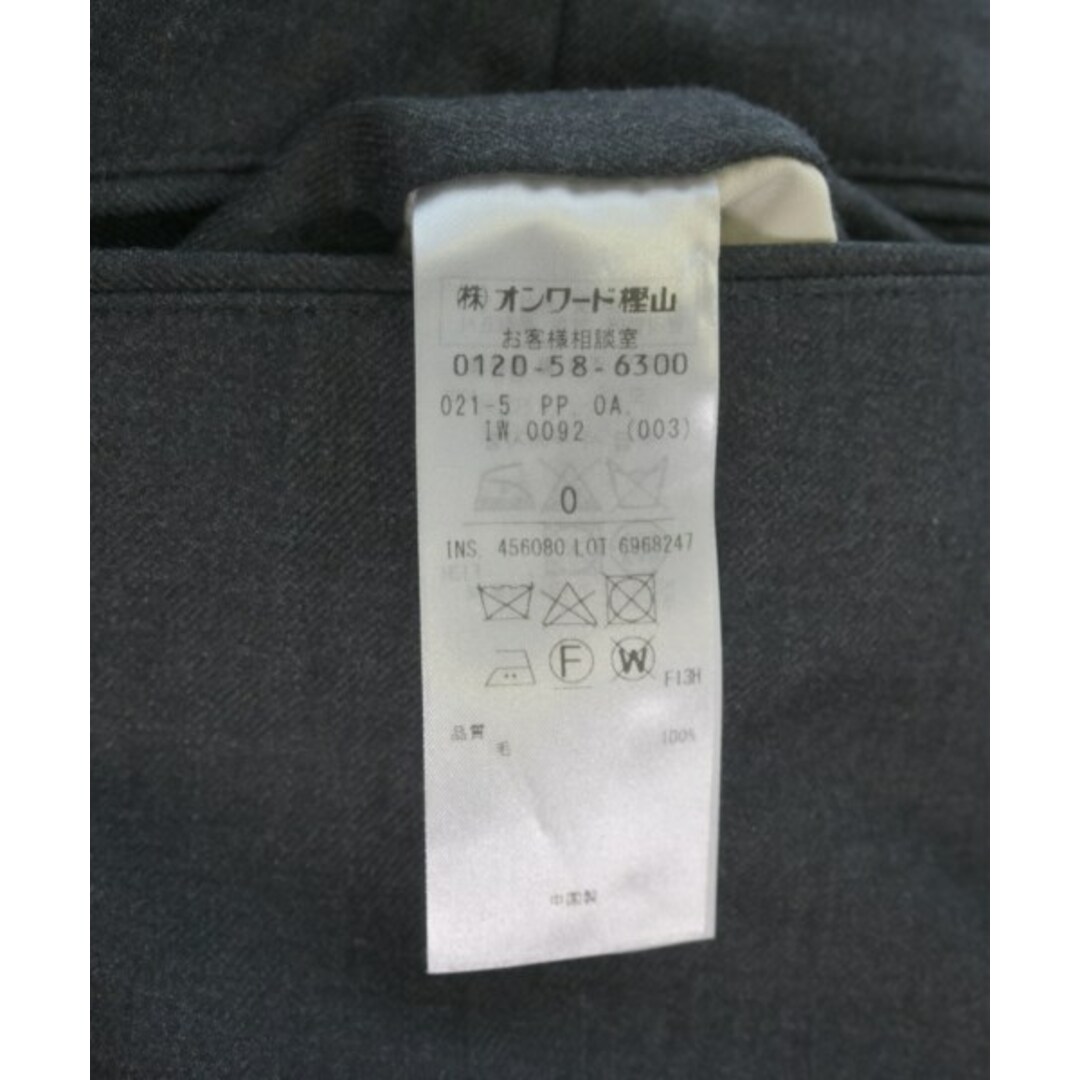 ㈱オンワード樫山
お客様相談室
0120-58-6300
021-5 PP. OA.
IW.0092 (003)
0
INS. 456080 LOT 6968247
F
W
F13H
品質
毛 100%
中国製